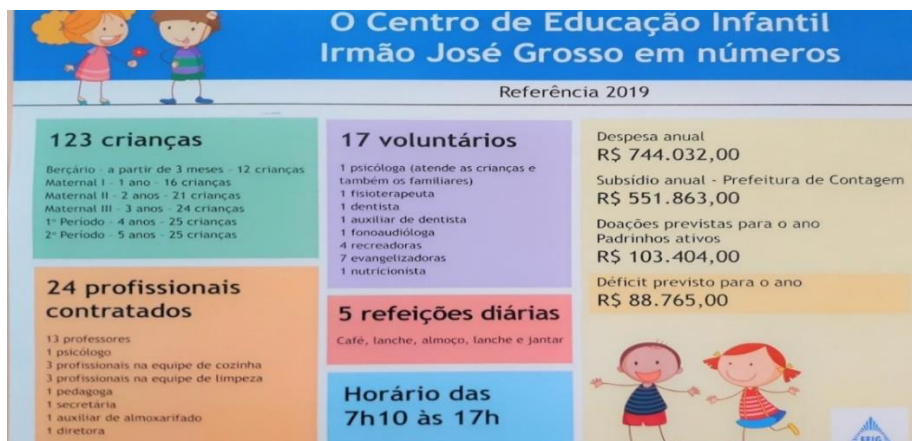 O Centro de Educação Infantil
Irmão José Grosso em números
Referência 2019
123 crianças
Berçário - a partir de 3 meses - 12 crianças
Maternal I - 1 ano - 16 crianças
Maternal II - 2 anos - 21 crianças
Maternal III - 3 anos - 24 crianças
1º Período - 4 anos - 25 crianças
2º Período - 5 anos - 25 crianças
24 profissionais
contratados
13 professores
1 psicólogo
3 profissionais na equipe de cozinha
3 profissionais na equipe de limpeza
1 pedagoga
1 secretária
1 auxiliar de almoxarifado
1 diretora
17 voluntários
1 psicóloga (atende as crianças e
também os familiares)
1 fisioterapeuta
1 dentista
1 auxiliar de dentista
1 fonoaudióloga
4 recreadoras
7 evangelizadoras
1 nutricionista
5 refeições diárias
Café, lanche, almoço, lanche e jantar
Horário das
7h10 às 17h
Despesa anual
R$ 744.032,00
Subsídio anual - Prefeitura de Contagem
R$ 551.863,00
Doações previstas para o ano
Padrinhos ativos
R$ 103.404,00
Déficit previsto para o ano
R$ 88.765,00